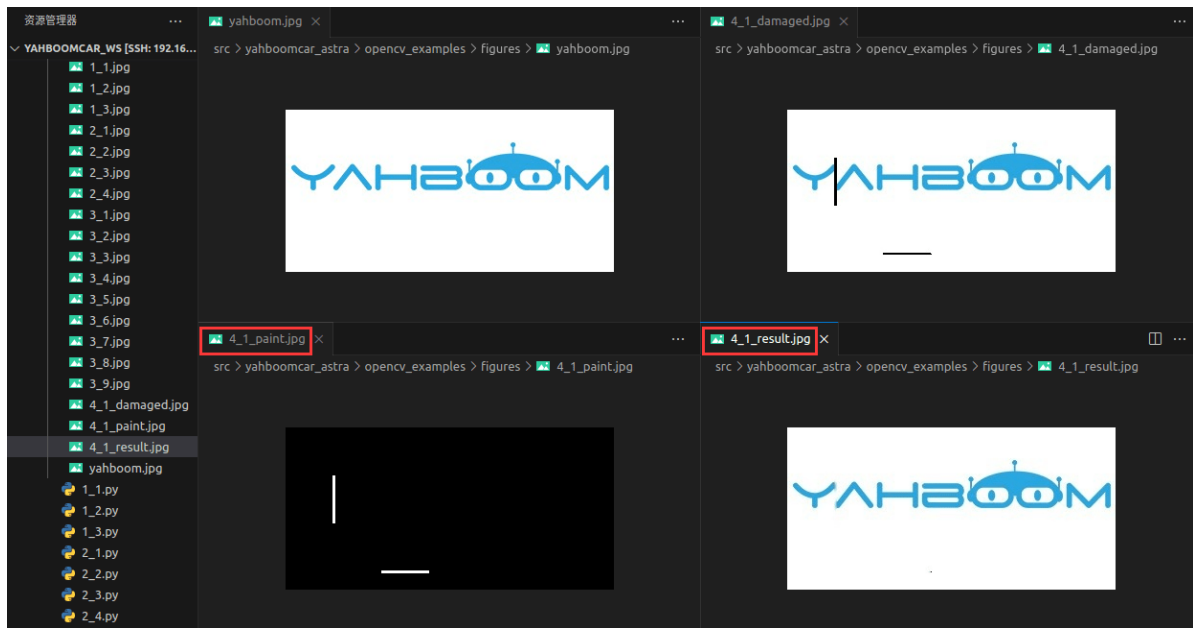 资源管理器
YAHBOOMCAR_WS [SSH: 192.16...
1_1.jpg
1_2.jpg
1_3.jpg
2_1.jpg
2_2.jpg
2_3.jpg
2_4.jpg
3_1.jpg
3_2.jpg
3_3.jpg
3_4.jpg
3_5.jpg
3_6.jpg
3_7.jpg
3_8.jpg
3_9.jpg
4_1_damaged.jpg
4_1_paint.jpg
4_1_result.jpg
yahboom.jpg
1_1.py
1_2.py
1_3.py
2_1.py
2_2.py
2_3.py
2_4.py
yahboom.jpg
src > yahboomcar_astra > opencv_examples > figures > yahboom.jpg
YAHBOOM
4_1_damaged.jpg
src > yahboomcar_astra > opencv_examples > figures > 4_1_damaged.jpg
YAHBOOM
4_1_paint.jpg
src > yahboomcar_astra > opencv_examples > figures > 4_1_paint.jpg
4_1_result.jpg
src > yahboomcar_astra > opencv_examples > figures > 4_1_result.jpg
YAHBOOM